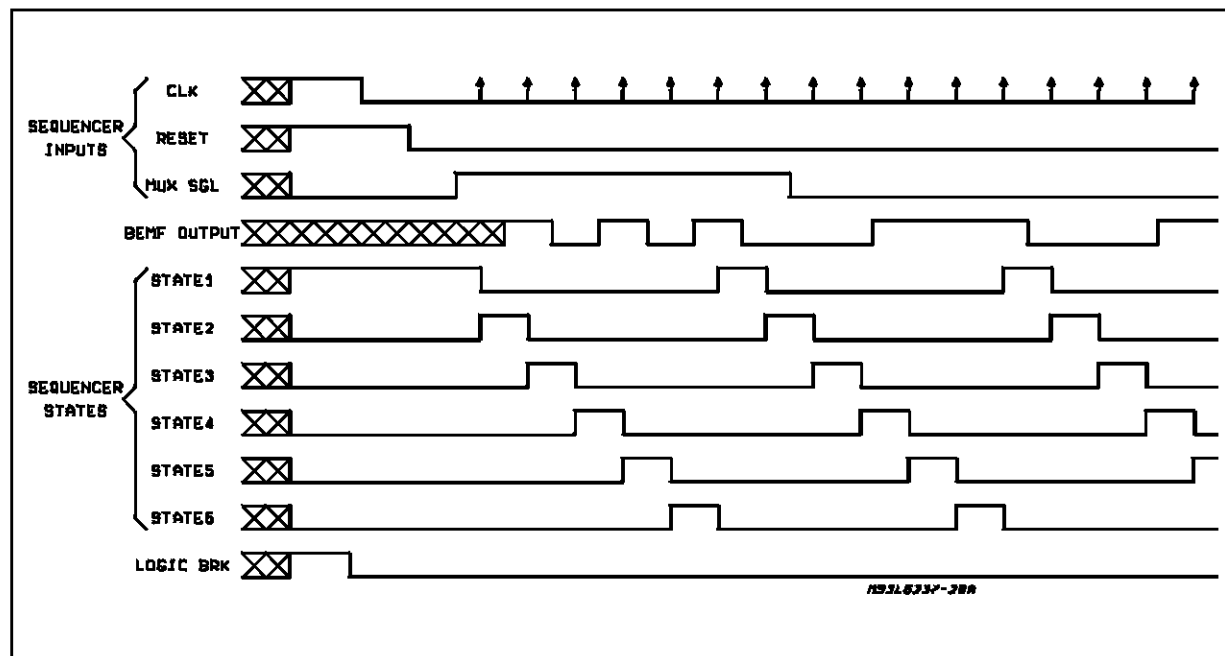 CLK
RESET
MUX SGL
SEQUENCER
INPUTS
BEMF OUTPUT
STATE1
STATE2
STATE3
STATE4
STATE5
STATE6
SEQUENCER
STATES
LOGIC BRK